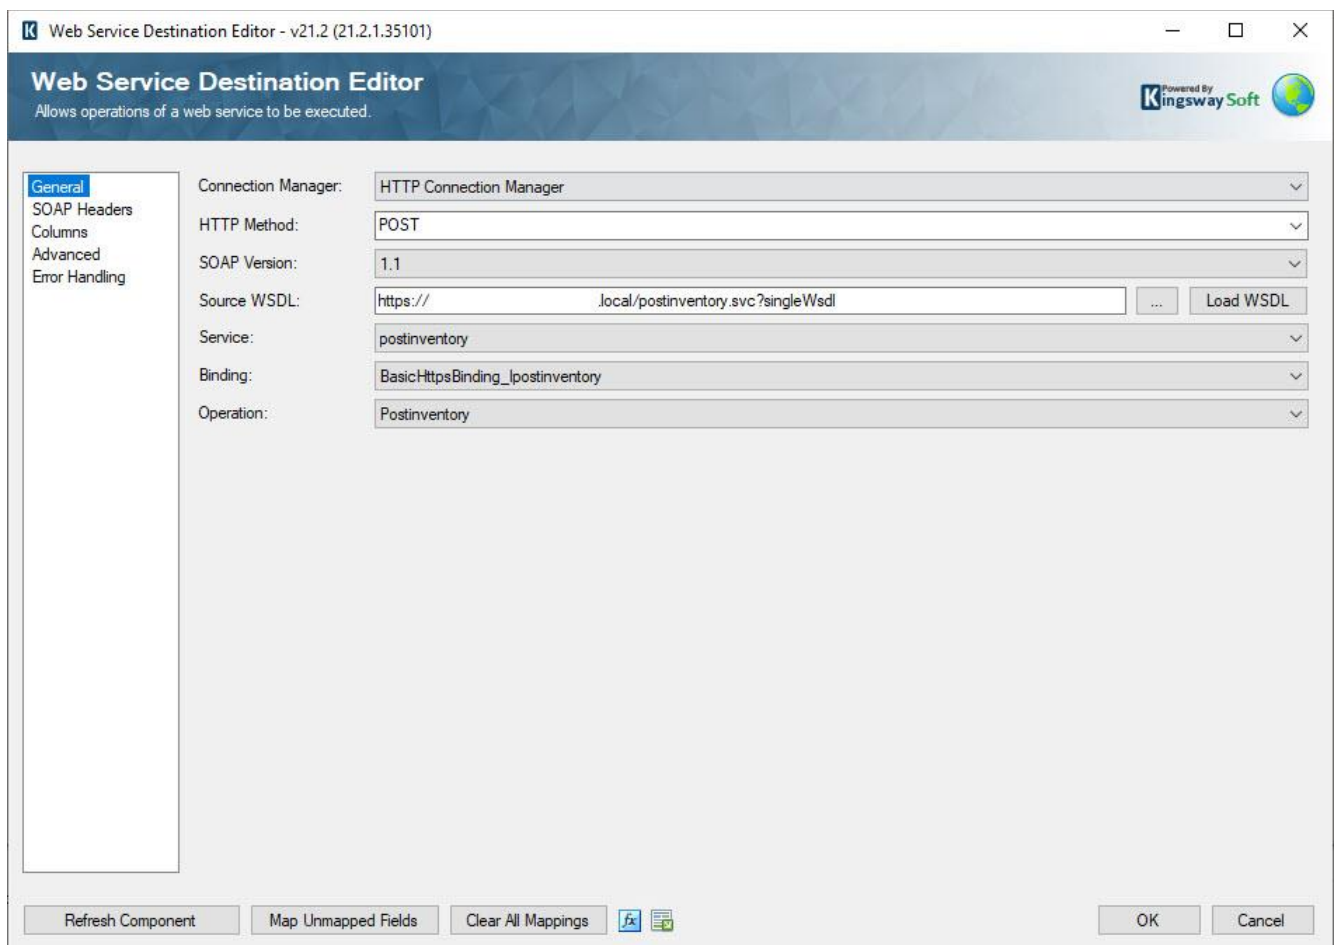 Web Service Destination Editor - v21.2 (21.2.1.35101)
Web Service Destination Editor
Allows operations of a web service to be executed.
Powered By
KingswaySoft
General
SOAP Headers
Columns
Advanced
Error Handling
Connection Manager: HTTP Connection Manager
HTTP Method: POST
SOAP Version: 1.1
Source WSDL: https:// .local/postinventory.svc?singleWsdl ... Load WSDL
Service: postinventory
Binding: BasicHttpsBinding_Ipostinventory
Operation: Postinventory
Refresh Component Map Unmapped Fields Clear All Mappings fx OK Cancel